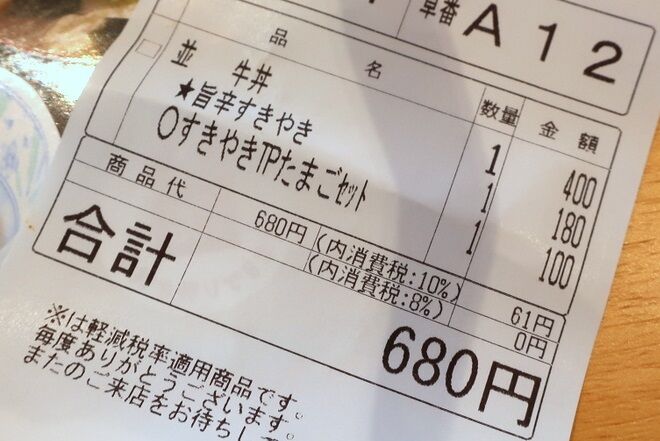 早番 A12
品名 数量 金額
並 牛丼 1 400
★旨辛すきやき 1 180
〇すきやきTPたまごセット 1 100
商品代 680円 (内消費税:10%) 61円
(内消費税:8%) 0円
合計 680円
※は軽減税率適用商品です。
毎度ありがとうございます。
またのご来店をお待ちして